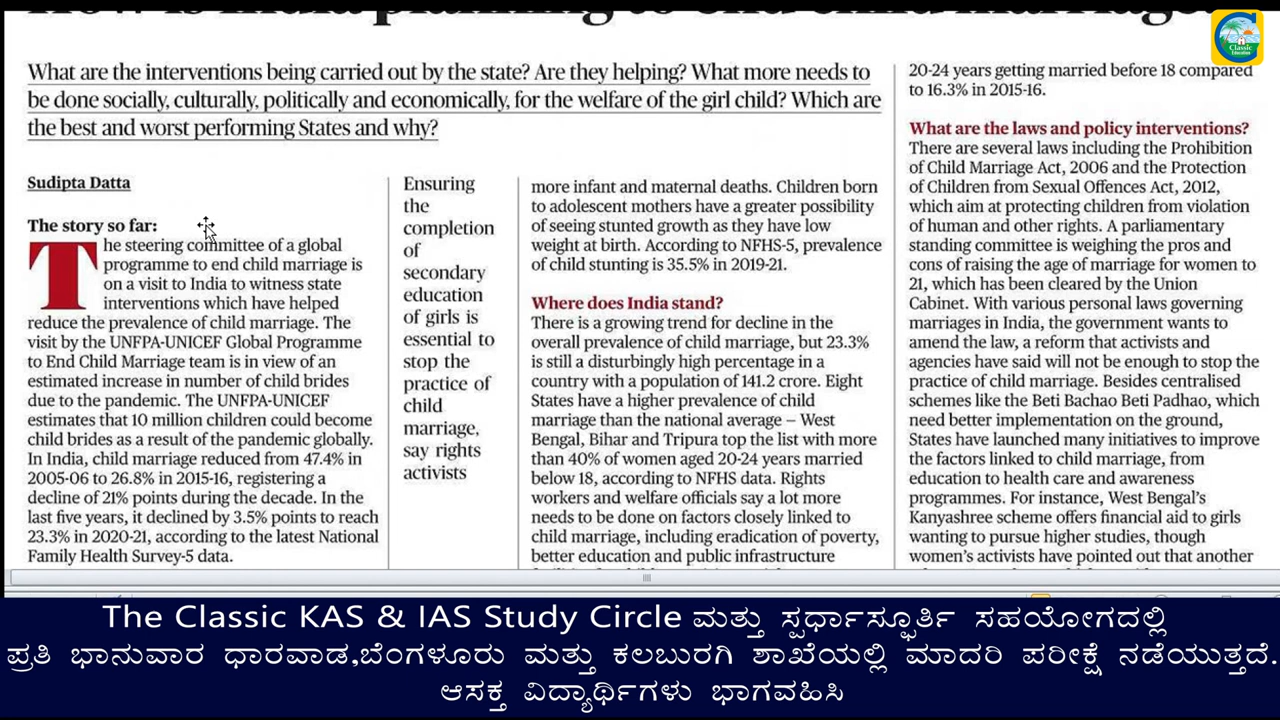 What are the interventions being carried out by the state? Are they helping? What more needs to
be done socially, culturally, politically and economically, for the welfare of the girl child? Which are
the best and worst performing States and why?
Sudipta Datta
The story so far:
The steering committee of a global
programme to end child marriage is
on a visit to India to witness state
interventions which have helped
reduce the prevalence of child marriage. The
visit by the UNFPA-UNICEF Global Programme
to End Child Marriage team is in view of an
estimated increase in number of child brides
due to the pandemic. The UNFPA-UNICEF
estimates that 10 million children could become
child brides as a result of the pandemic globally.
In India, child marriage reduced from 47.4% in
2005-06 to 26.8% in 2015-16, registering a
decline of 21% points during the decade. In the
last five years, it declined by 3.5% points to reach
23.3% in 2020-21, according to the latest National
Family Health Survey-5 data.
Ensuring
the
completion
of
secondary
education
of girls is
essential to
stop the
practice of
child
marriage,
say rights
activists
more infant and maternal deaths. Children born
to adolescent mothers have a greater possibility
of seeing stunted growth as they have low
weight at birth. According to NFHS-5, prevalence
of child stunting is 35.5% in 2019-21.
Where does India stand?
There is a growing trend for decline in the
overall prevalence of child marriage, but 23.3%
is still a disturbingly high percentage in a
country with a population of 141.2 crore. Eight
States have a higher prevalence of child
marriage than the national average — West
Bengal, Bihar and Tripura top the list with more
than 40% of women aged 20-24 years married
below 18, according to NFHS data. Rights
workers and welfare officials say a lot more
needs to be done on factors closely linked to
child marriage, including eradication of poverty,
better education and public infrastructure
20-24 years getting married before 18 compared
to 16.3% in 2015-16.
What are the laws and policy interventions?
There are several laws including the Prohibition
of Child Marriage Act, 2006 and the Protection
of Children from Sexual Offences Act, 2012,
which aim at protecting children from violation
of human and other rights. A parliamentary
standing committee is weighing the pros and
cons of raising the age of marriage for women to
21, which has been cleared by the Union
Cabinet. With various personal laws governing
marriages in India, the government wants to
amend the law, a reform that activists and
agencies have said will not be enough to stop the
practice of child marriage. Besides centralised
schemes like the Beti Bachao Beti Padhao, which
need better implementation on the ground,
States have launched many initiatives to improve
the factors linked to child marriage, from
education to health care and awareness
programmes. For instance, West Bengal's
Kanyashree scheme offers financial aid to girls
wanting to pursue higher studies, though
women's activists have pointed out that another
Classic
Education
The Classic KAS & IAS Study Circle ಮತ್ತು ಸ್ಪರ್ಧಾಸ್ಫೂರ್ತಿ ಸಹಯೋಗದಲ್ಲಿ
ಪ್ರತಿ ಭಾನುವಾರ ಧಾರವಾಡ,ಬೆಂಗಳೂರು ಮತ್ತು ಕಲಬುರಗಿ ಶಾಖೆಯಲ್ಲಿ ಮಾದರಿ ಪರೀಕ್ಷೆ ನಡೆಯುತ್ತದೆ.
ಆಸಕ್ತ ವಿದ್ಯಾರ್ಥಿಗಳು ಭಾಗವಹಿಸಿ